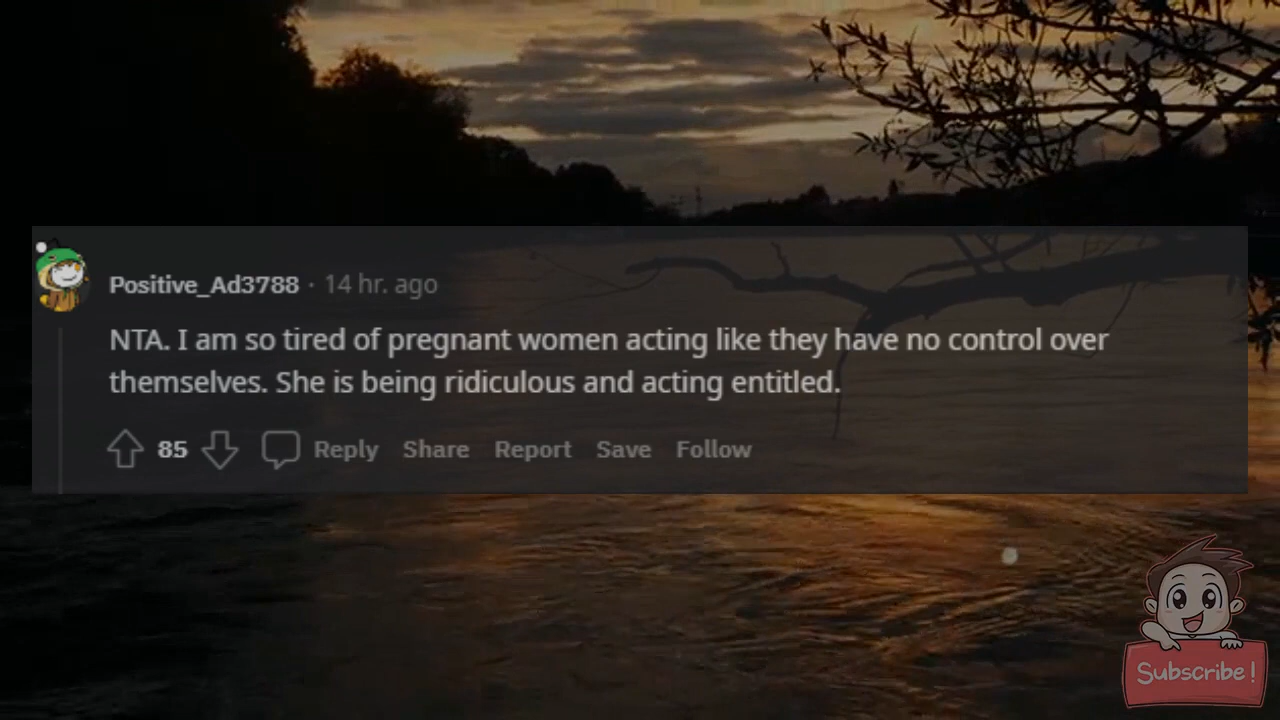 Positive_Ad3788 · 14 hr. ago
NTA. I am so tired of pregnant women acting like they have no control over
themselves. She is being ridiculous and acting entitled.
85 Reply Share Report Save Follow
Subscribe!